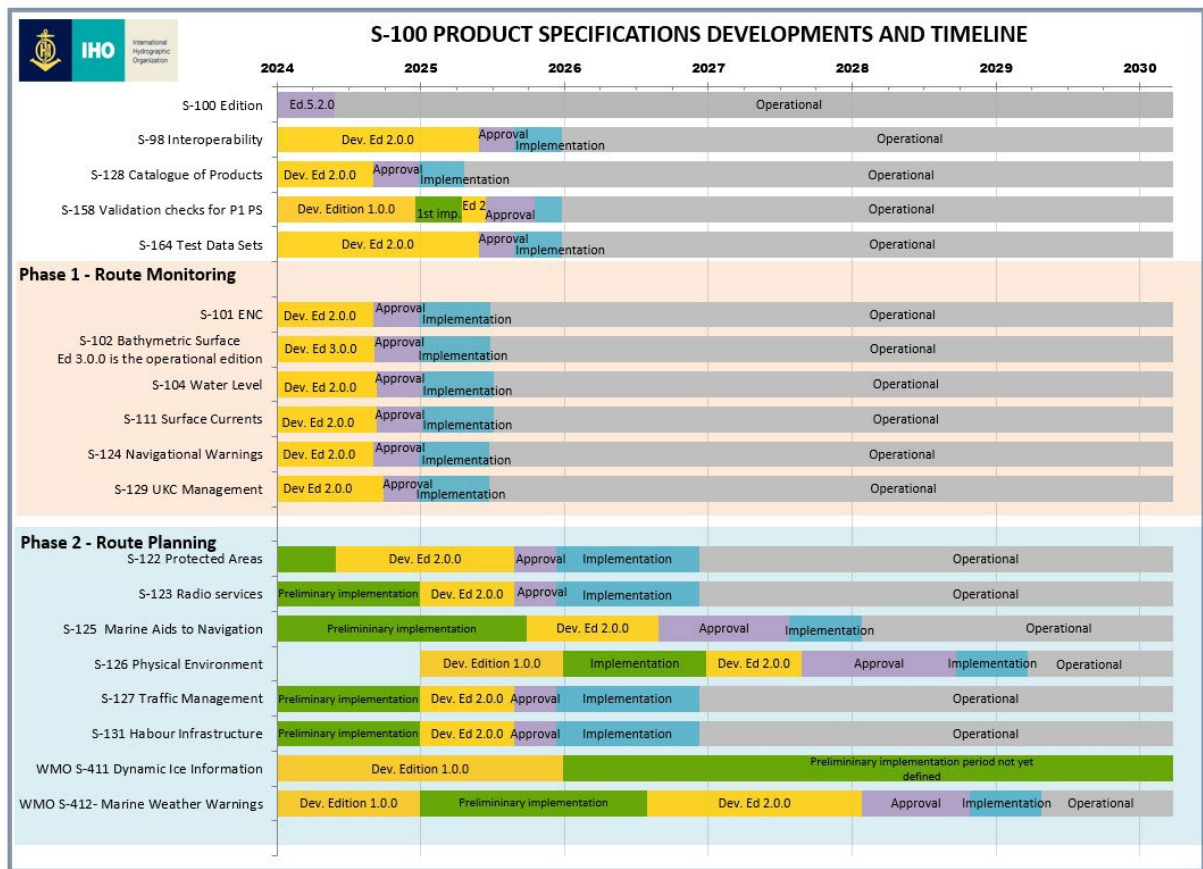 IHO
International
Hydrographic
Organization
S-100 PRODUCT SPECIFICATIONS DEVELOPMENTS AND TIMELINE
2024 2025 2026 2027 2028 2029 2030
S-100 Edition Ed.5.2.0 Operational
S-98 Interoperability Dev. Ed 2.0.0 Approval Implementation Operational
S-128 Catalogue of Products Dev. Ed 2.0.0 Approval Implementation Operational
S-158 Validation checks for P1 PS Dev. Edition 1.0.0 1st imp. Ed 2 Approval Operational
S-164 Test Data Sets Dev. Ed 2.0.0 Approval Implementation Operational
Phase 1 - Route Monitoring
S-101 ENC Dev. Ed 2.0.0 Approval Implementation Operational
S-102 Bathymetric Surface
Ed 3.0.0 is the operational edition Dev. Ed 3.0.0 Approval Implementation Operational
S-104 Water Level Dev. Ed 2.0.0 Approval Implementation Operational
S-111 Surface Currents Dev. Ed 2.0.0 Approval Implementation Operational
S-124 Navigational Warnings Dev. Ed 2.0.0 Approval Implementation Operational
S-129 UKC Management Dev Ed 2.0.0 Approval Implementation Operational
Phase 2 - Route Planning
S-122 Protected Areas Dev. Ed 2.0.0 Approval Implementation Operational
S-123 Radio services Preliminary implementation Dev. Ed 2.0.0 Approval Implementation Operational
S-125 Marine Aids to Navigation Prelimininary implementation Dev. Ed 2.0.0 Approval Implementation Operational
S-126 Physical Environment Dev. Edition 1.0.0 Implementation Dev. Ed 2.0.0 Approval Implementation Operational
S-127 Traffic Management Preliminary implementation Dev. Ed 2.0.0 Approval Implementation Operational
S-131 Habour Infrastructure Preliminary implementation Dev. Ed 2.0.0 Approval Implementation Operational
WMO S-411 Dynamic Ice Information Dev. Edition 1.0.0 Prelimininary implementation period not yet
defined
WMO S-412- Marine Weather Warnings Dev. Edition 1.0.0 Prelimininary implementation Dev. Ed 2.0.0 Approval Implementation Operational